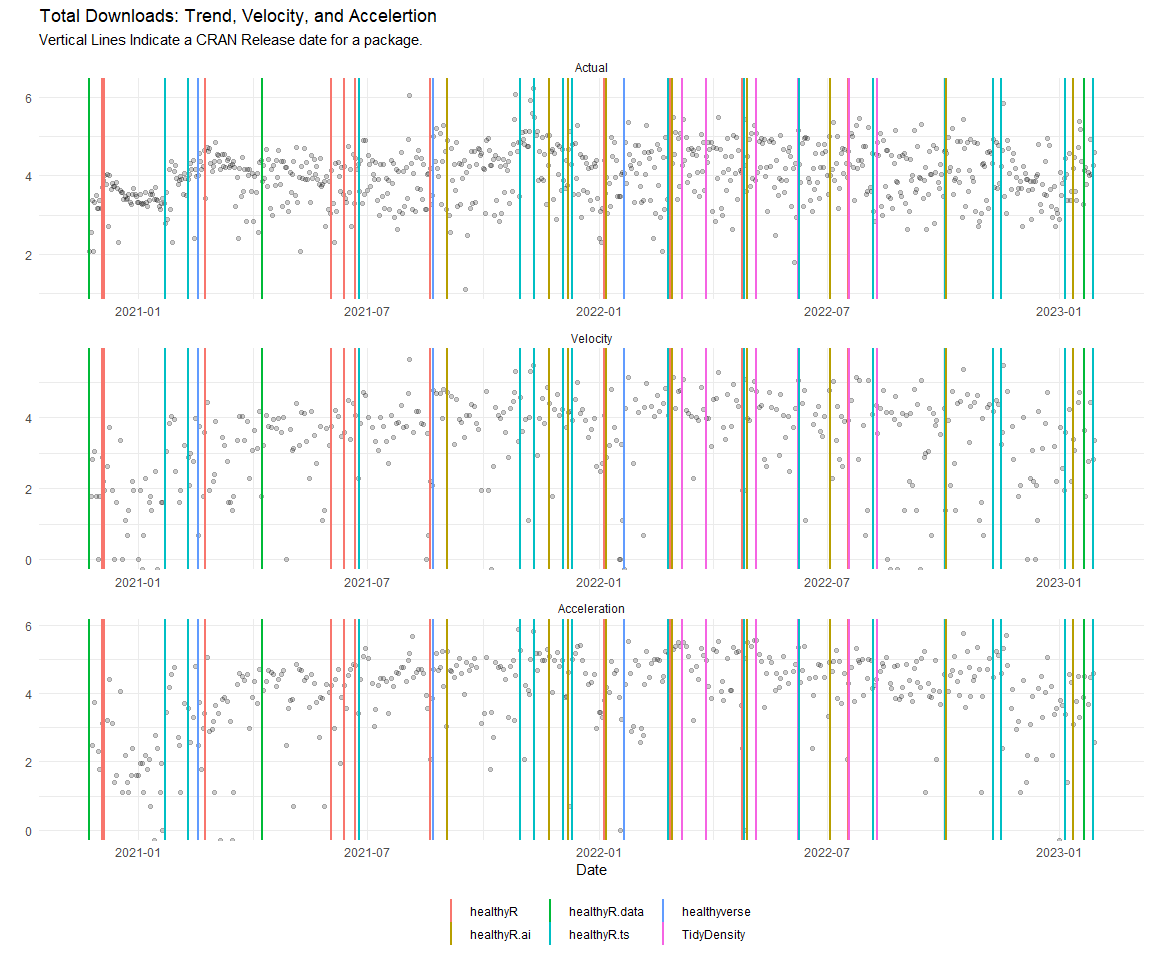 Total Downloads: Trend, Velocity, and Accelertion
Vertical Lines Indicate a CRAN Release date for a package.
Actual
6
4
2
2021-01 2021-07 2022-01 2022-07 2023-01
Velocity
4
2
0
2021-01 2021-07 2022-01 2022-07 2023-01
Acceleration
6
4
2
0
2021-01 2021-07 2022-01 2022-07 2023-01
Date
healthyR healthyR.data healthyverse
healthyR.ai healthyR.ts TidyDensity